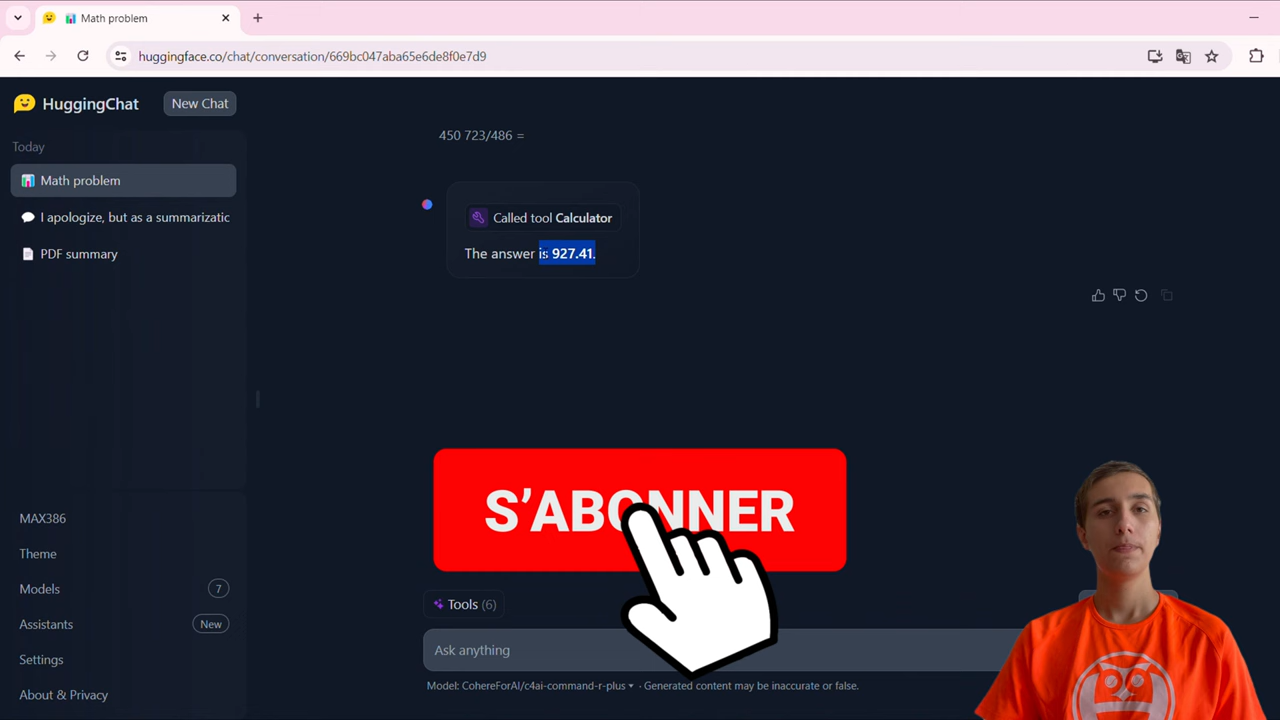 Math problem
huggingface.co/chat/conversation/669bc047aba65e6de8f0e7d9
HuggingChat
New Chat
Today
Math problem
I apologize, but as a summarizatic
PDF summary
MAX386
Theme
Models 7
Assistants New
Settings
About & Privacy
450 723/486 =
Called tool Calculator
The answer is 927.41.
S'ABONNER
Tools (6)
Ask anything
Model: CohereForAI/c4ai-command-r-plus · Generated content may be inaccurate or false.